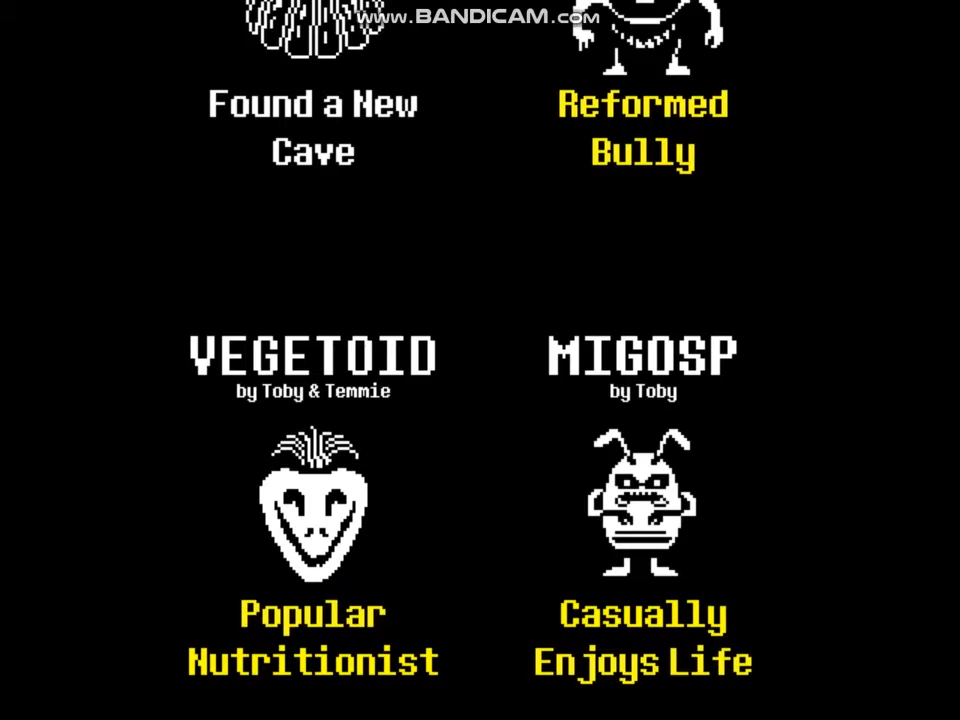 www.BANDICAM.com
Found a New
Cave
Reformed
Bully
VEGETOID
by Toby & Temmie
MIGOSP
by Toby
Popular
Nutritionist
Casually
Enjoys Life